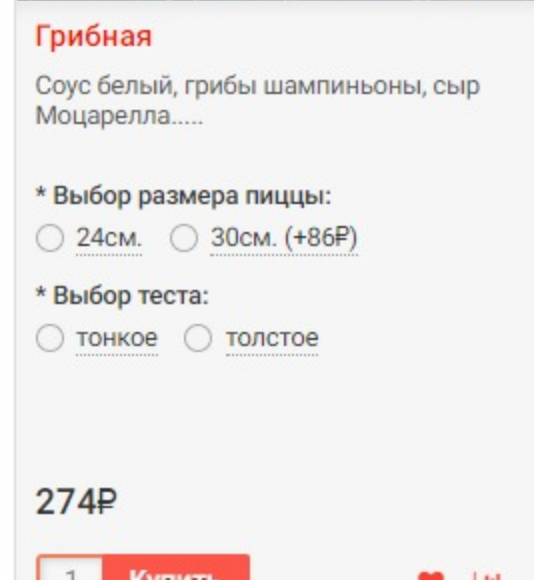 Грибная
Соус белый, грибы шампиньоны, сыр
Моцарелла.....
* Выбор размера пиццы:
24см. 30см. (+86₽)
* Выбор теста:
тонкое толстое
274₽
1 Купить